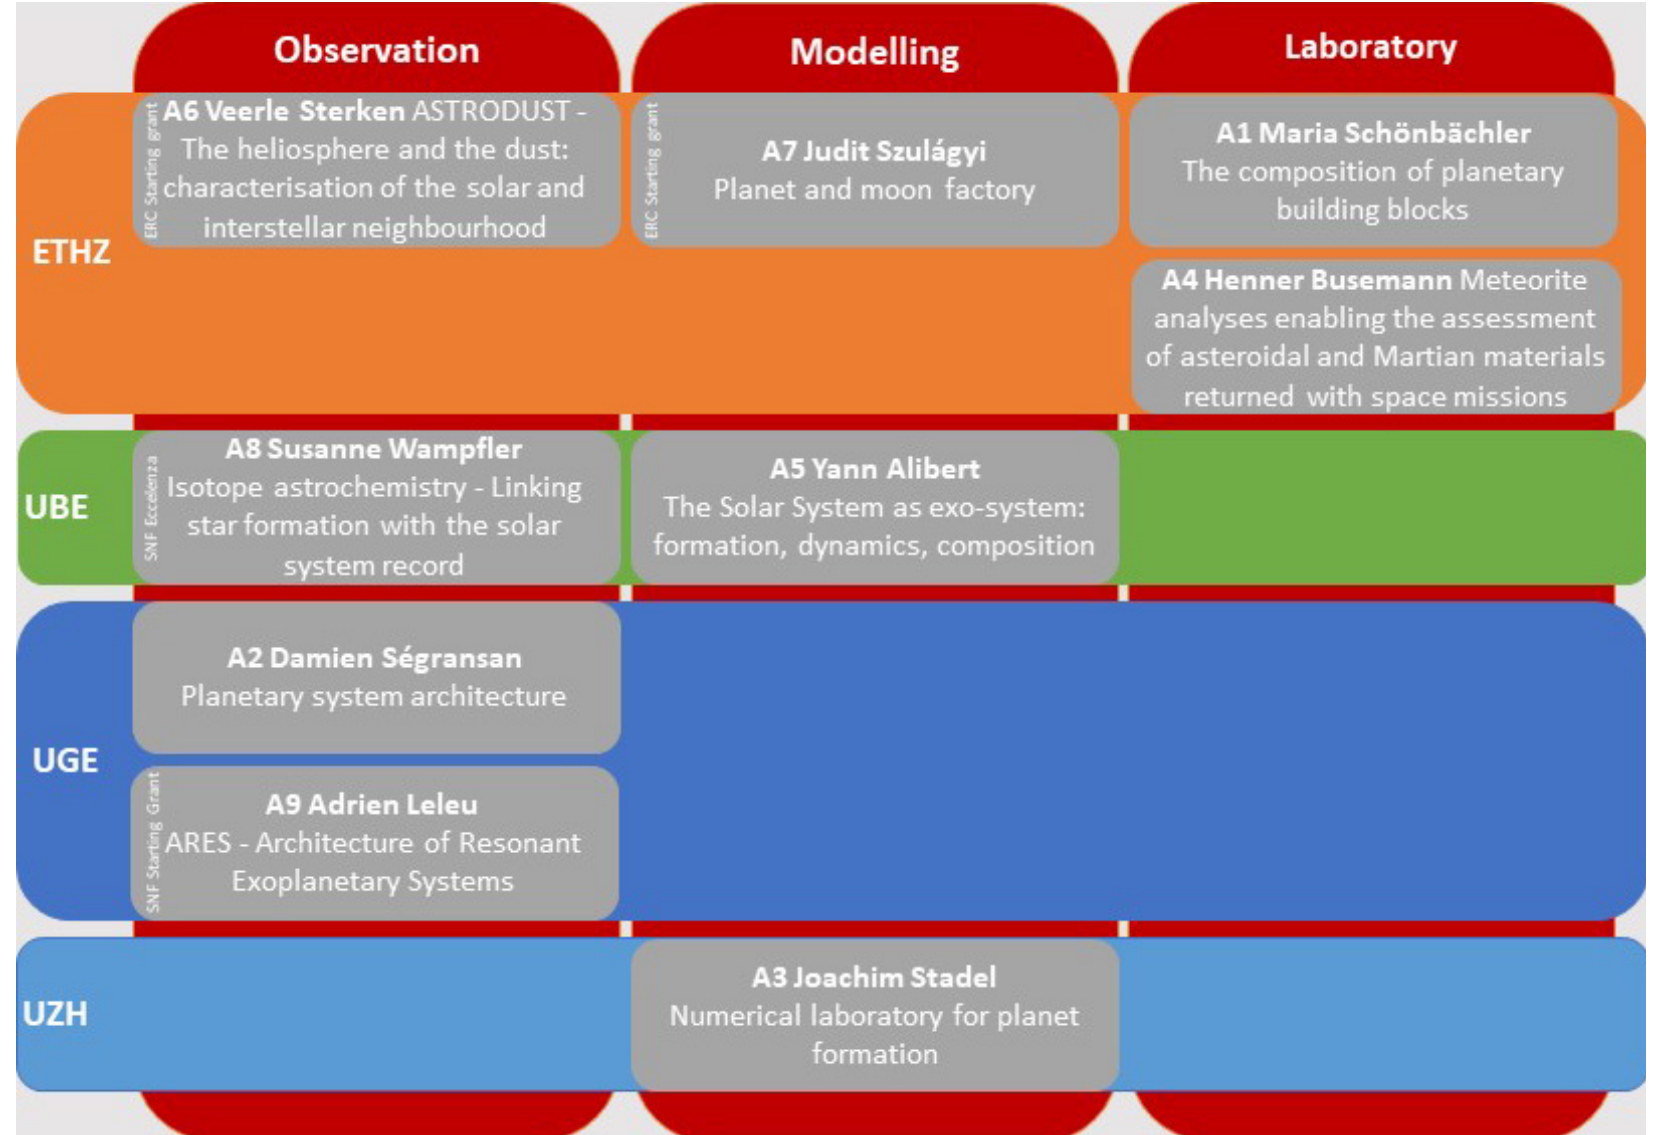 Observation
Modelling
Laboratory
ETHZ
ERC Starting grant
A6 Veerle Sterken ASTRODUST -
The heliosphere and the dust:
characterisation of the solar and
interstellar neighbourhood
ERC Starting grant
A7 Judit Szulágyi
Planet and moon factory
A1 Maria Schönbächler
The composition of planetary
building blocks
A4 Henner Busemann Meteorite
analyses enabling the assessment
of asteroidal and Martian materials
returned with space missions
UBE
SNF Eccelenza
A8 Susanne Wampfler
Isotope astrochemistry - Linking
star formation with the solar
system record
A5 Yann Alibert
The Solar System as exo-system:
formation, dynamics, composition
UGE
A2 Damien Ségransan
Planetary system architecture
SNF Starting Grant
A9 Adrien Leleu
ARES - Architecture of Resonant
Exoplanetary Systems
UZH
A3 Joachim Stadel
Numerical laboratory for planet
formation